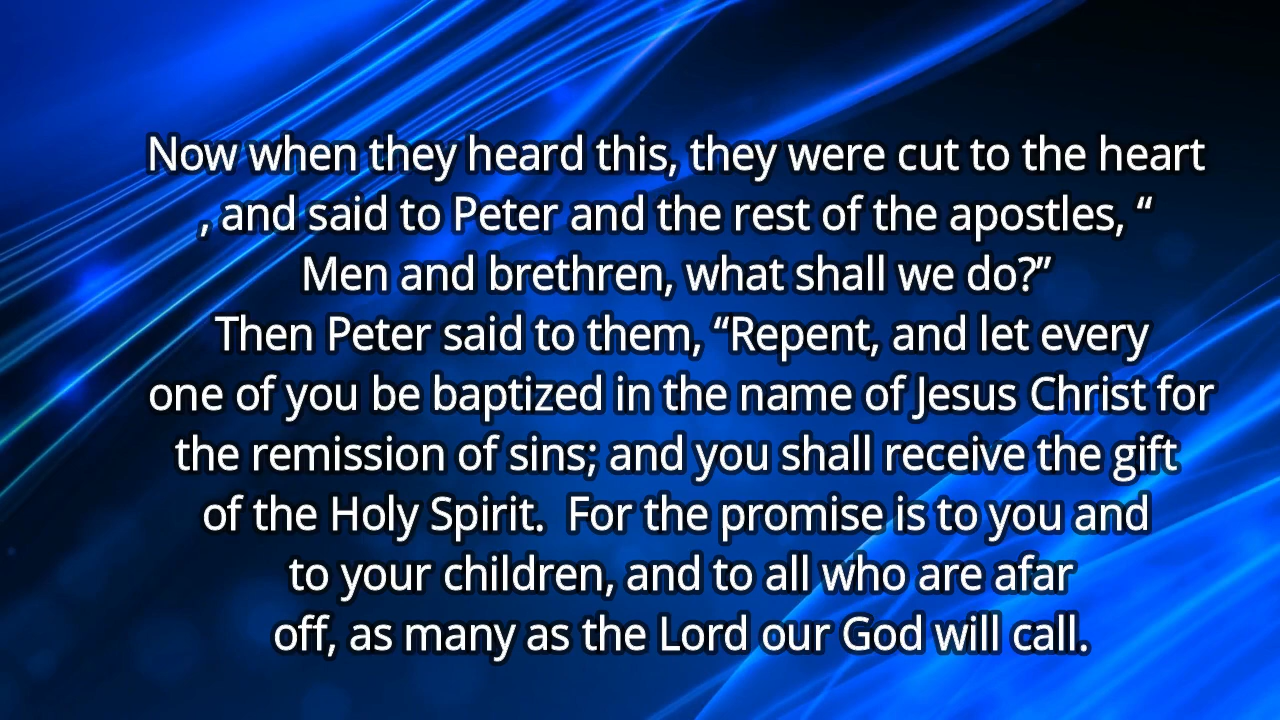 Now when they heard this, they were cut to the heart
, and said to Peter and the rest of the apostles, “
Men and brethren, what shall we do?”
Then Peter said to them, “Repent, and let every
one of you be baptized in the name of Jesus Christ for
the remission of sins; and you shall receive the gift
of the Holy Spirit.  For the promise is to you and
to your children, and to all who are afar
off, as many as the Lord our God will call.